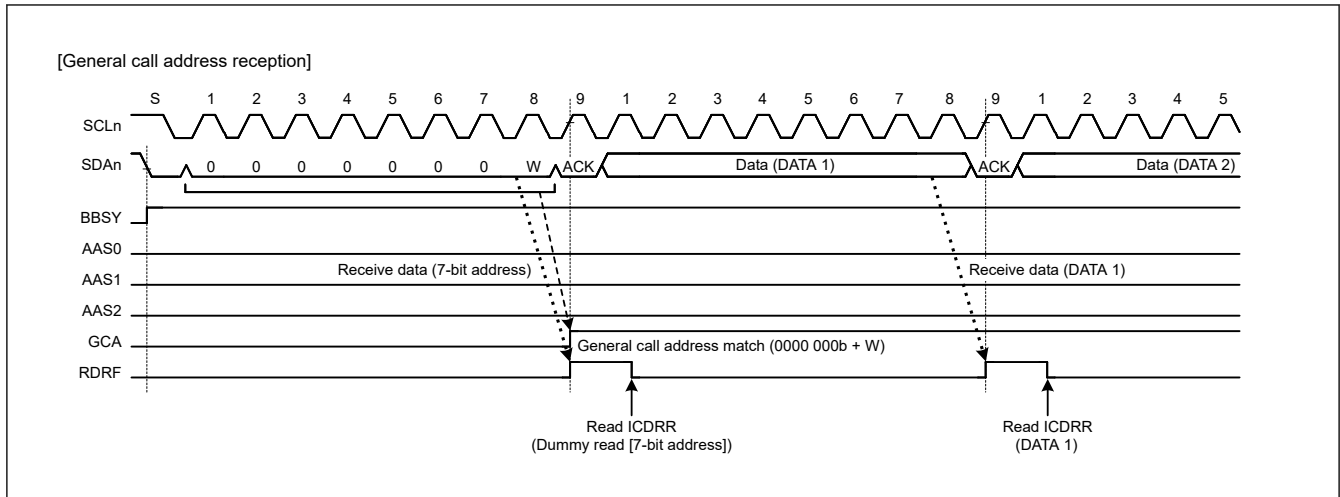 [General call address reception]
S 1 2 3 4 5 6 7 8 9 1 2 3 4 5 6 7 8 9 1 2 3 4 5
SCLn
SDAn 0 0 0 0 0 0 0 W ACK Data (DATA 1) ACK Data (DATA 2)
BBSY
AAS0
Receive data (7-bit address) Receive data (DATA 1)
AAS1
AAS2
GCA General call address match (0000 000b + W)
RDRF
Read ICDRR Read ICDRR
(Dummy read [7-bit address]) (DATA 1)